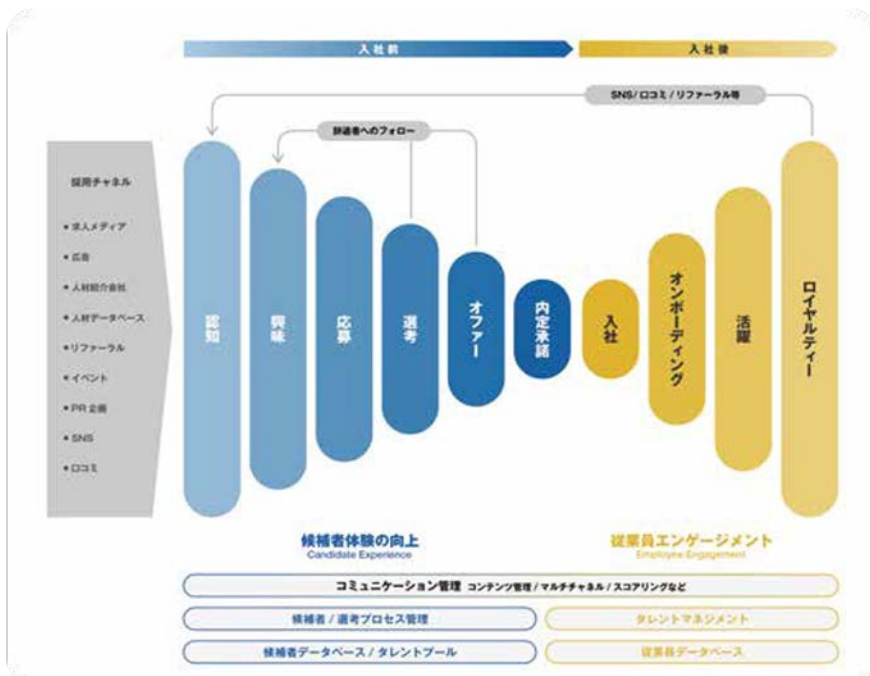 入社前
入社後
SNS/口コミ/リファーラル等
辞退者へのフォロー
採用チャネル
• 求人メディア
• 広告
• 人材紹介会社
• 人材データベース
• リファーラル
• イベント
• PR 企画
• SNS
• 口コミ
認知
興味
応募
選考
オファー
内定承諾
入社
オンボーディング
活躍
ロイヤルティー
候補者体験の向上
Candidate Experience
従業員エンゲージメント
Employee Engagement
コミュニケーション管理 コンテンツ管理 / マルチチャネル / スコアリングなど
候補者 / 選考プロセス管理
タレントマネジメント
候補者データベース / タレントプール
従業員データベース